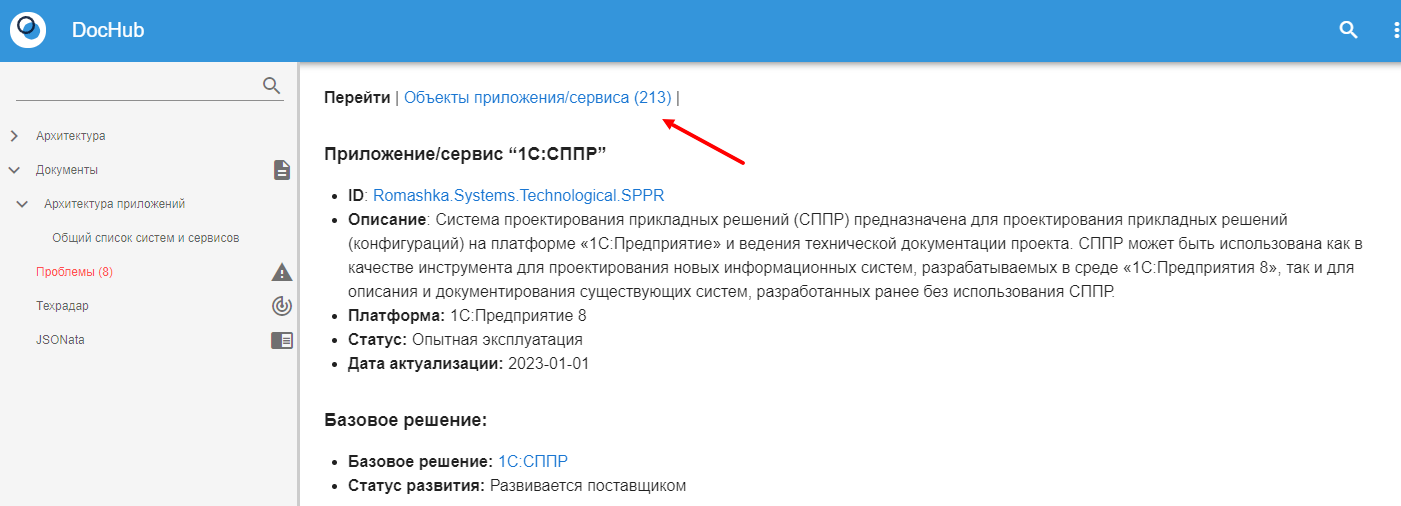 DocHub
Архитектура
Документы
Архитектура приложений
Общий список систем и сервисов
Проблемы (8)
Техрадар
JSONata
Перейти | Объекты приложения/сервиса (213) |
Приложение/сервис “1С:СППР”
ID: Romashka.Systems.Technological.SPPR
Описание: Система проектирования прикладных решений (СППР) предназначена для проектирования прикладных решений
(конфигураций) на платформе «1С:Предприятие» и ведения технической документации проекта. СППР может быть использована как в
качестве инструмента для проектирования новых информационных систем, разрабатываемых в среде «1С:Предприятия 8», так и для
описания и документирования существующих систем, разработанных ранее без использования СППР.
Платформа: 1С:Предприятие 8
Статус: Опытная эксплуатация
Дата актуализации: 2023-01-01
Базовое решение:
Базовое решение: 1С:СППР
Статус развития: Развивается поставщиком